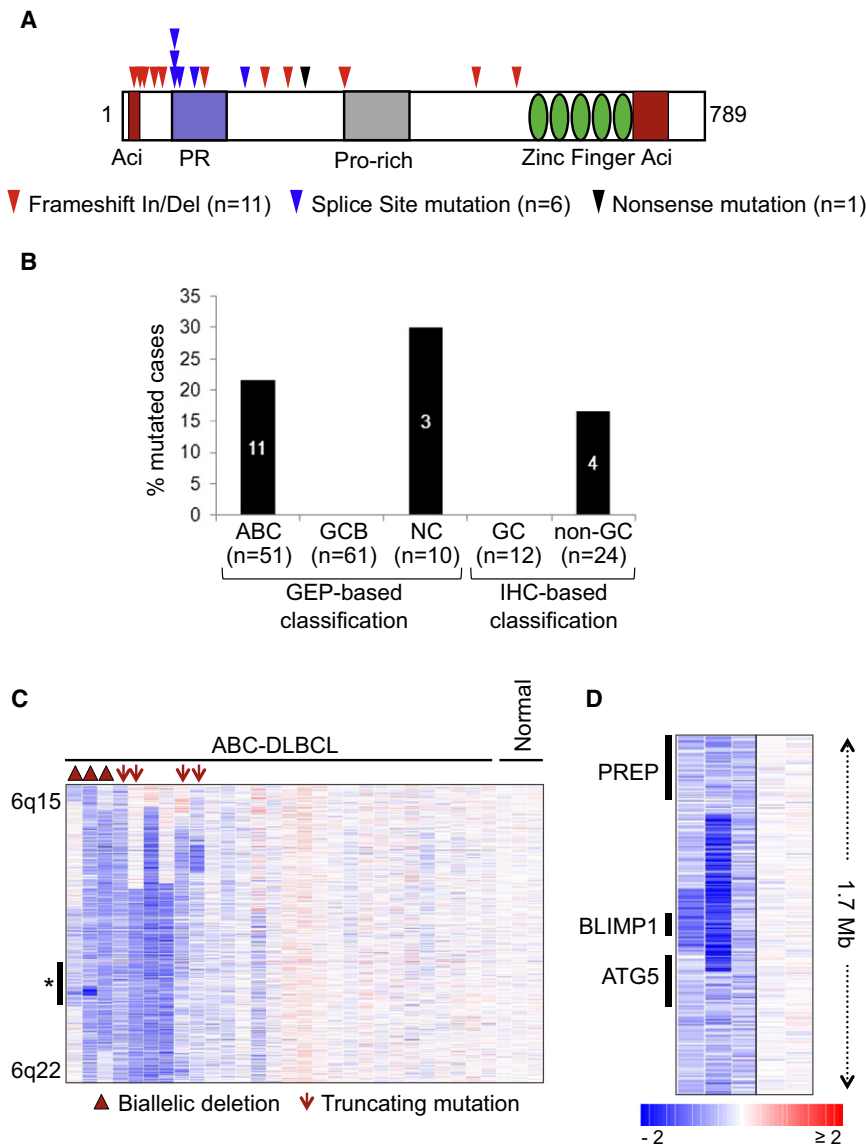 A
1
789
Aci
PR
Pro-rich
Zinc Finger Aci
Frameshift In/Del (n=11)
Splice Site mutation (n=6)
Nonsense mutation (n=1)
B
% mutated cases
35
30
25
20
15
10
5
0
11
3
4
ABC
(n=51)
GCB
(n=61)
NC
(n=10)
GC
(n=12)
non-GC
(n=24)
GEP-based
classification
IHC-based
classification
C
ABC-DLBCL
Normal
6q15
*
6q22
Biallelic deletion
Truncating mutation
D
PREP
BLIMP1
ATG5
1.7 Mb
- 2
≥ 2